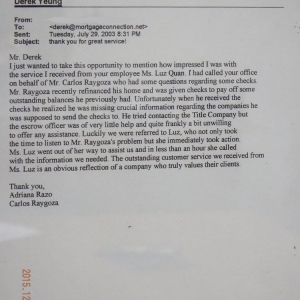 Derek Yeung
From:
To: <derek@mortgageconnection.net>
Sent: Tuesday, July 29, 2003 8:31 PM
Subject: thank you for great service!
Mr. Derek
I just wanted to take this opportunity to mention how impressed I was with
the service I received from your employee Ms. Luz Quan. I had called your office
on behalf of Mr. Carlos Raygoza who had some questions regarding some checks.
Mr. Raygoza recently refinanced his home and was given checks to pay off some
outstanding balances he previously had. Unfortunately when he received the
checks he realized he was missing crucial information regarding the companies he
was supposed to send the checks to. He tried contacting the Title Company but
the escrow officer was of very little help and quite frankly a bit unwilling
to offer any assistance. Luckily we were referred to Luz, who not only took
the time to listen to Mr. Raygoza's problem but she immediately took action.
Ms. Luz went out of her way to assist us and in less than an hour she called
with the information we needed. The outstanding customer service we received from
Ms. Luz is an obvious reflection of a company who truly values their clients.
Thank you,
Adriana Razo
Carlos Raygoza